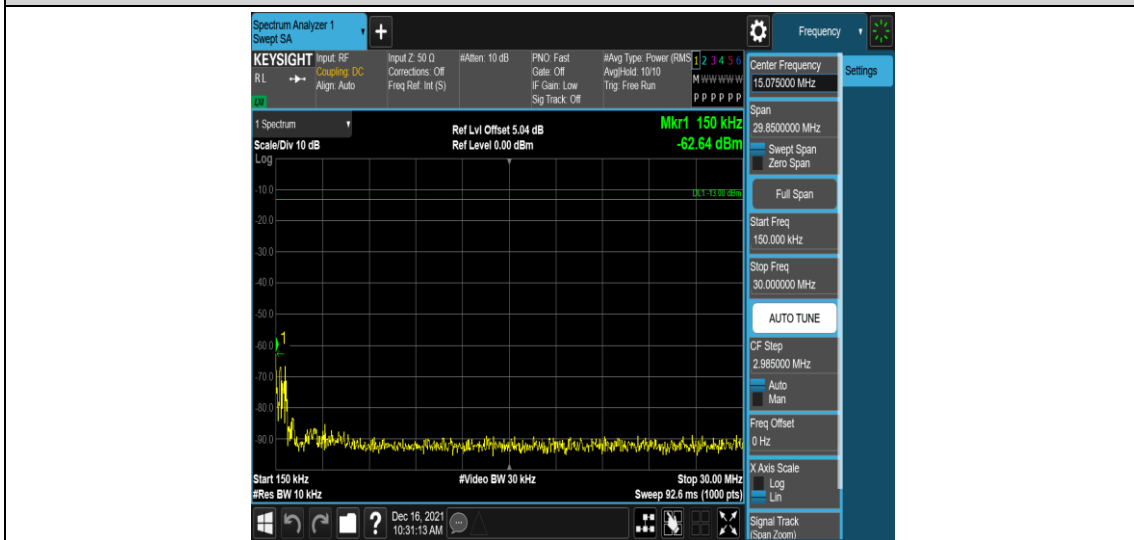 Spectrum Analyzer 1
Swept SA
+
Frequency
KEYSIGHT
RL
LXI
Input: RF
Coupling: DC
Align: Auto
Input Z: 50 Ω
Corrections: Off
Freq Ref: Int (S)
#Atten: 10 dB
PNO: Fast
Gate: Off
IF Gain: Low
Sig Track: Off
#Avg Type: Power (RMS
Avg|Hold: 10/10
Trig: Free Run
1 2 3 4 5 6
M W W W W W
P P P P P P
1 Spectrum
Scale/Div 10 dB
Ref Lvl Offset 5.04 dB
Ref Level 0.00 dBm
Mkr1 150 kHz
-62.64 dBm
Log
DL1 -13.00 dBm
-10.0
-20.0
-30.0
-40.0
-50.0
-60.0
-70.0
-80.0
-90.0
1
Start 150 kHz
#Video BW 30 kHz
Stop 30.00 MHz
#Res BW 10 kHz
Sweep 92.6 ms (1000 pts)
?
Dec 16, 2021
10:31:13 AM
Center Frequency
15.075000 MHz
Settings
Span
29.8500000 MHz
Swept Span
Zero Span
Full Span
Start Freq
150.000 kHz
Stop Freq
30.000000 MHz
AUTO TUNE
CF Step
2.985000 MHz
Auto
Man
Freq Offset
0 Hz
X Axis Scale
Log
Lin
Signal Track
(Span Zoom)